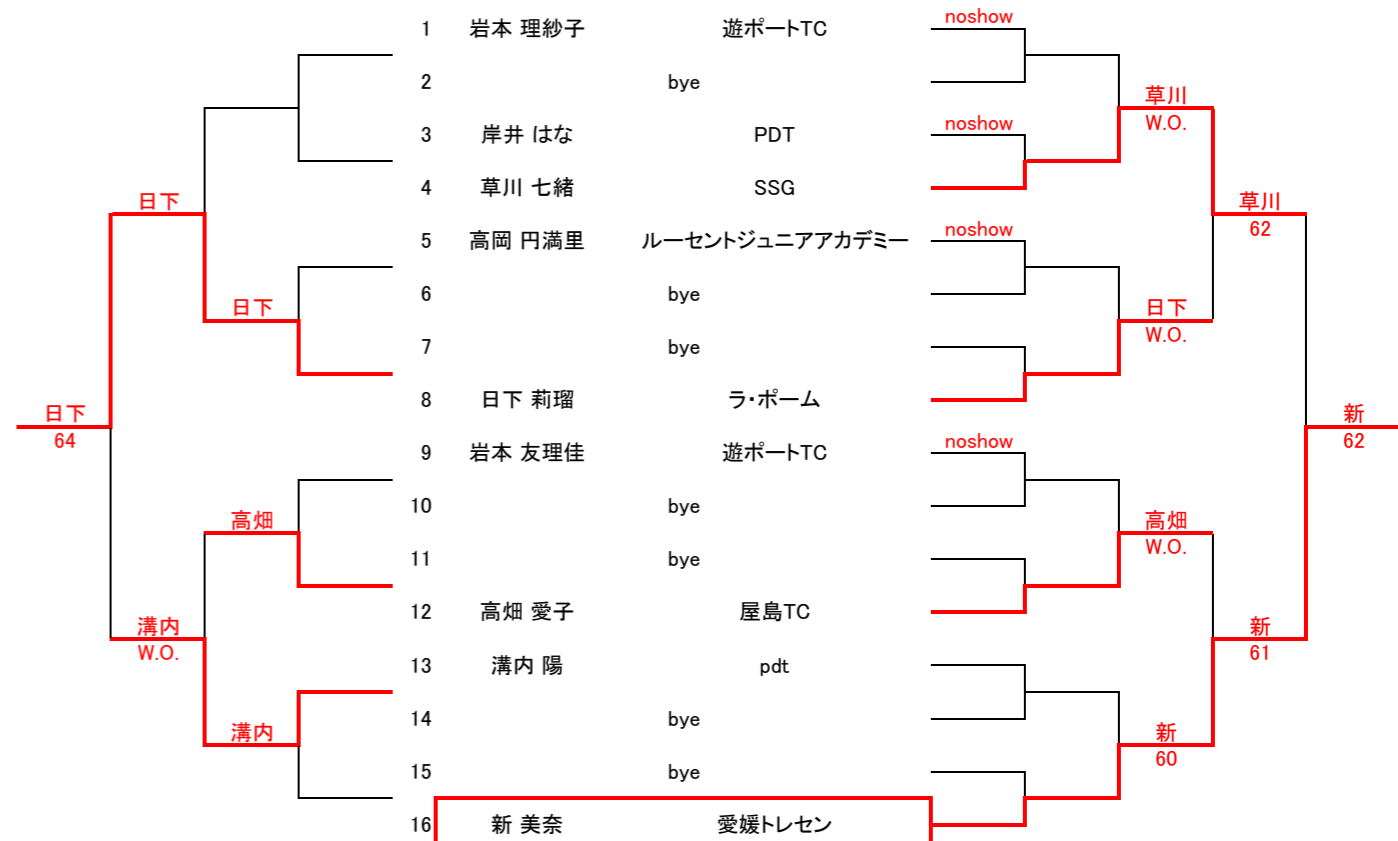 1 岩本 理紗子 遊ポートTC noshow
2 bye
草川
3 岸井 はな PDT noshow W.O.
4 草川 七緒 SSG
日下 草川
5 高岡 円満里 ルーセントジュニアアカデミー noshow 62
6 bye
日下 日下
7 bye W.O.
8 日下 莉瑠 ラ・ポーム
日下 新
64 9 岩本 友理佳 遊ポートTC noshow 62
10 bye
高畑 高畑
11 bye W.O.
12 高畑 愛子 屋島TC
溝内 新
W.O. 13 溝内 陽 pdt 61
14 bye
溝内 新
15 bye 60
16 新 美奈 愛媛トレセン